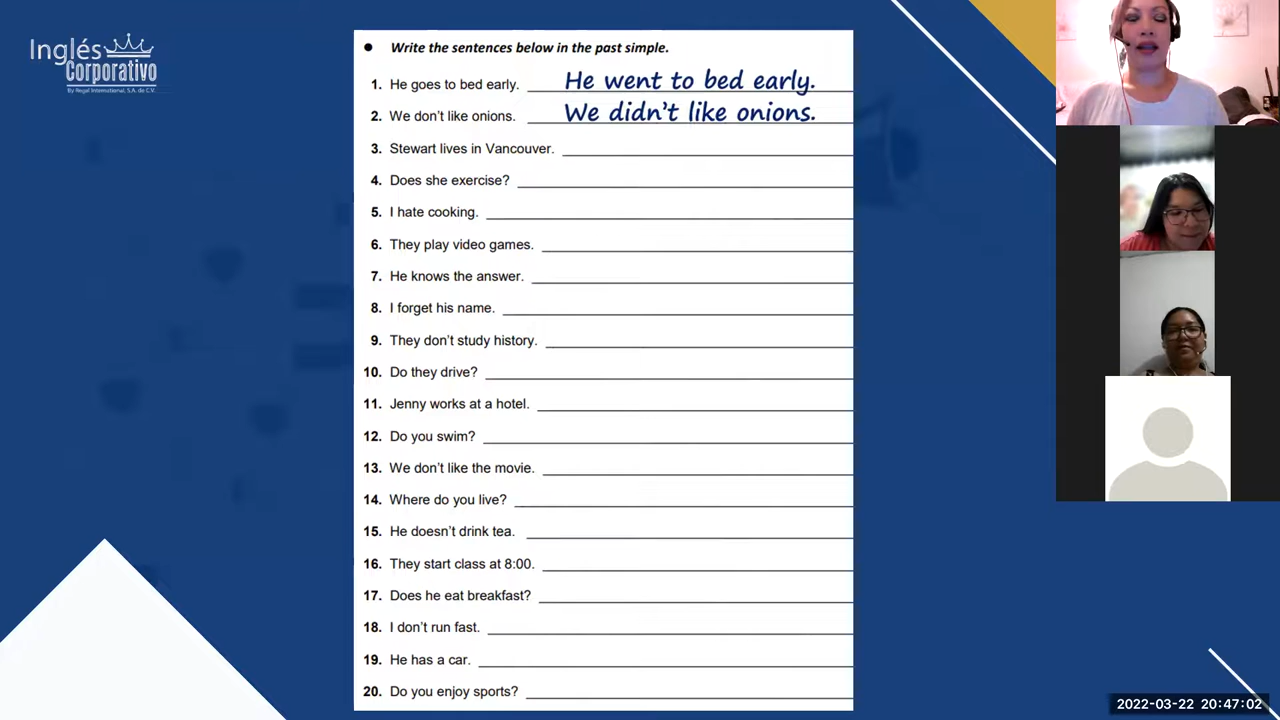 Inglés
Corporativo
By Regal International, S.A. de C.V.
● Write the sentences below in the past simple.
1. He goes to bed early. He went to bed early.
2. We don't like onions. We didn't like onions.
3. Stewart lives in Vancouver.
4. Does she exercise?
5. I hate cooking.
6. They play video games.
7. He knows the answer.
8. I forget his name.
9. They don't study history.
10. Do they drive?
11. Jenny works at a hotel.
12. Do you swim?
13. We don't like the movie.
14. Where do you live?
15. He doesn't drink tea.
16. They start class at 8:00.
17. Does he eat breakfast?
18. I don't run fast.
19. He has a car.
20. Do you enjoy sports?
2022-03-22 20:47:02